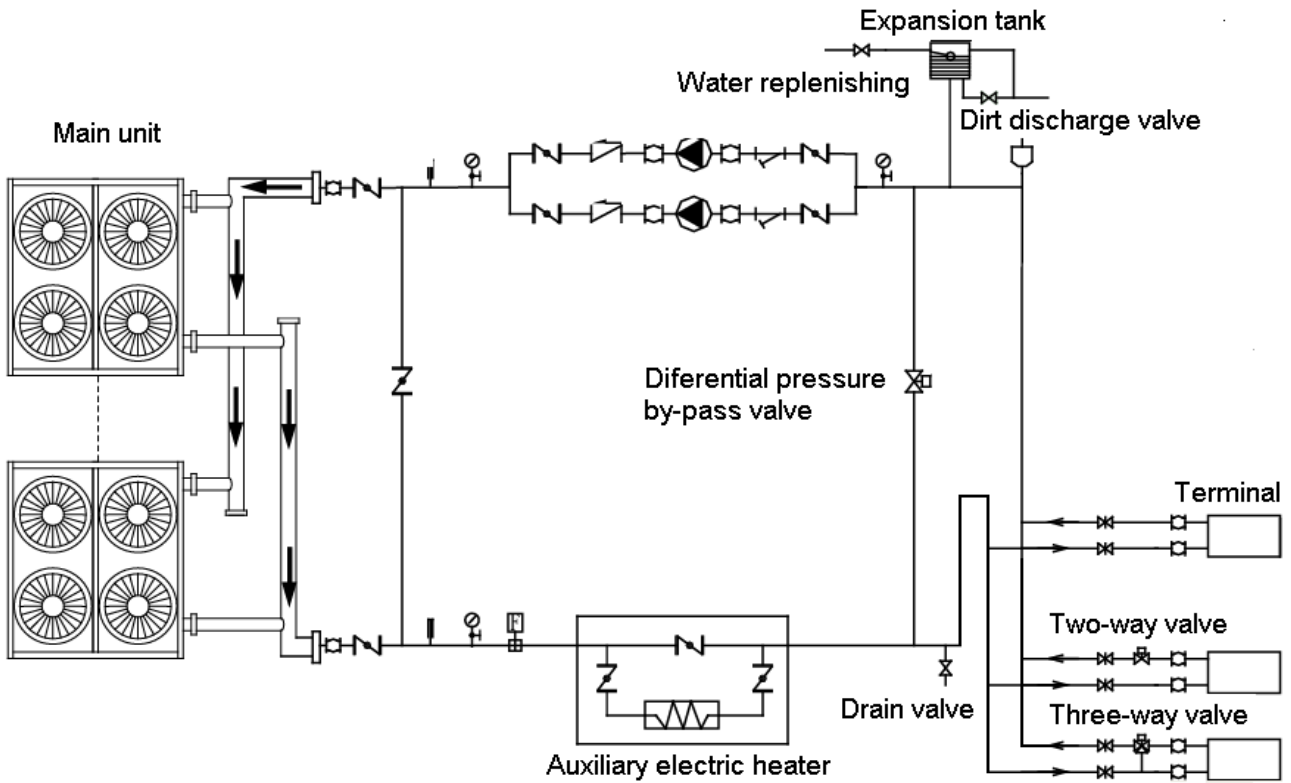 Expansion tank
Water replenishing
Dirt discharge valve
Main unit
Diferential pressure
by-pass valve
Terminal
F
Two-way valve
Drain valve
Three-way valve
Auxiliary electric heater